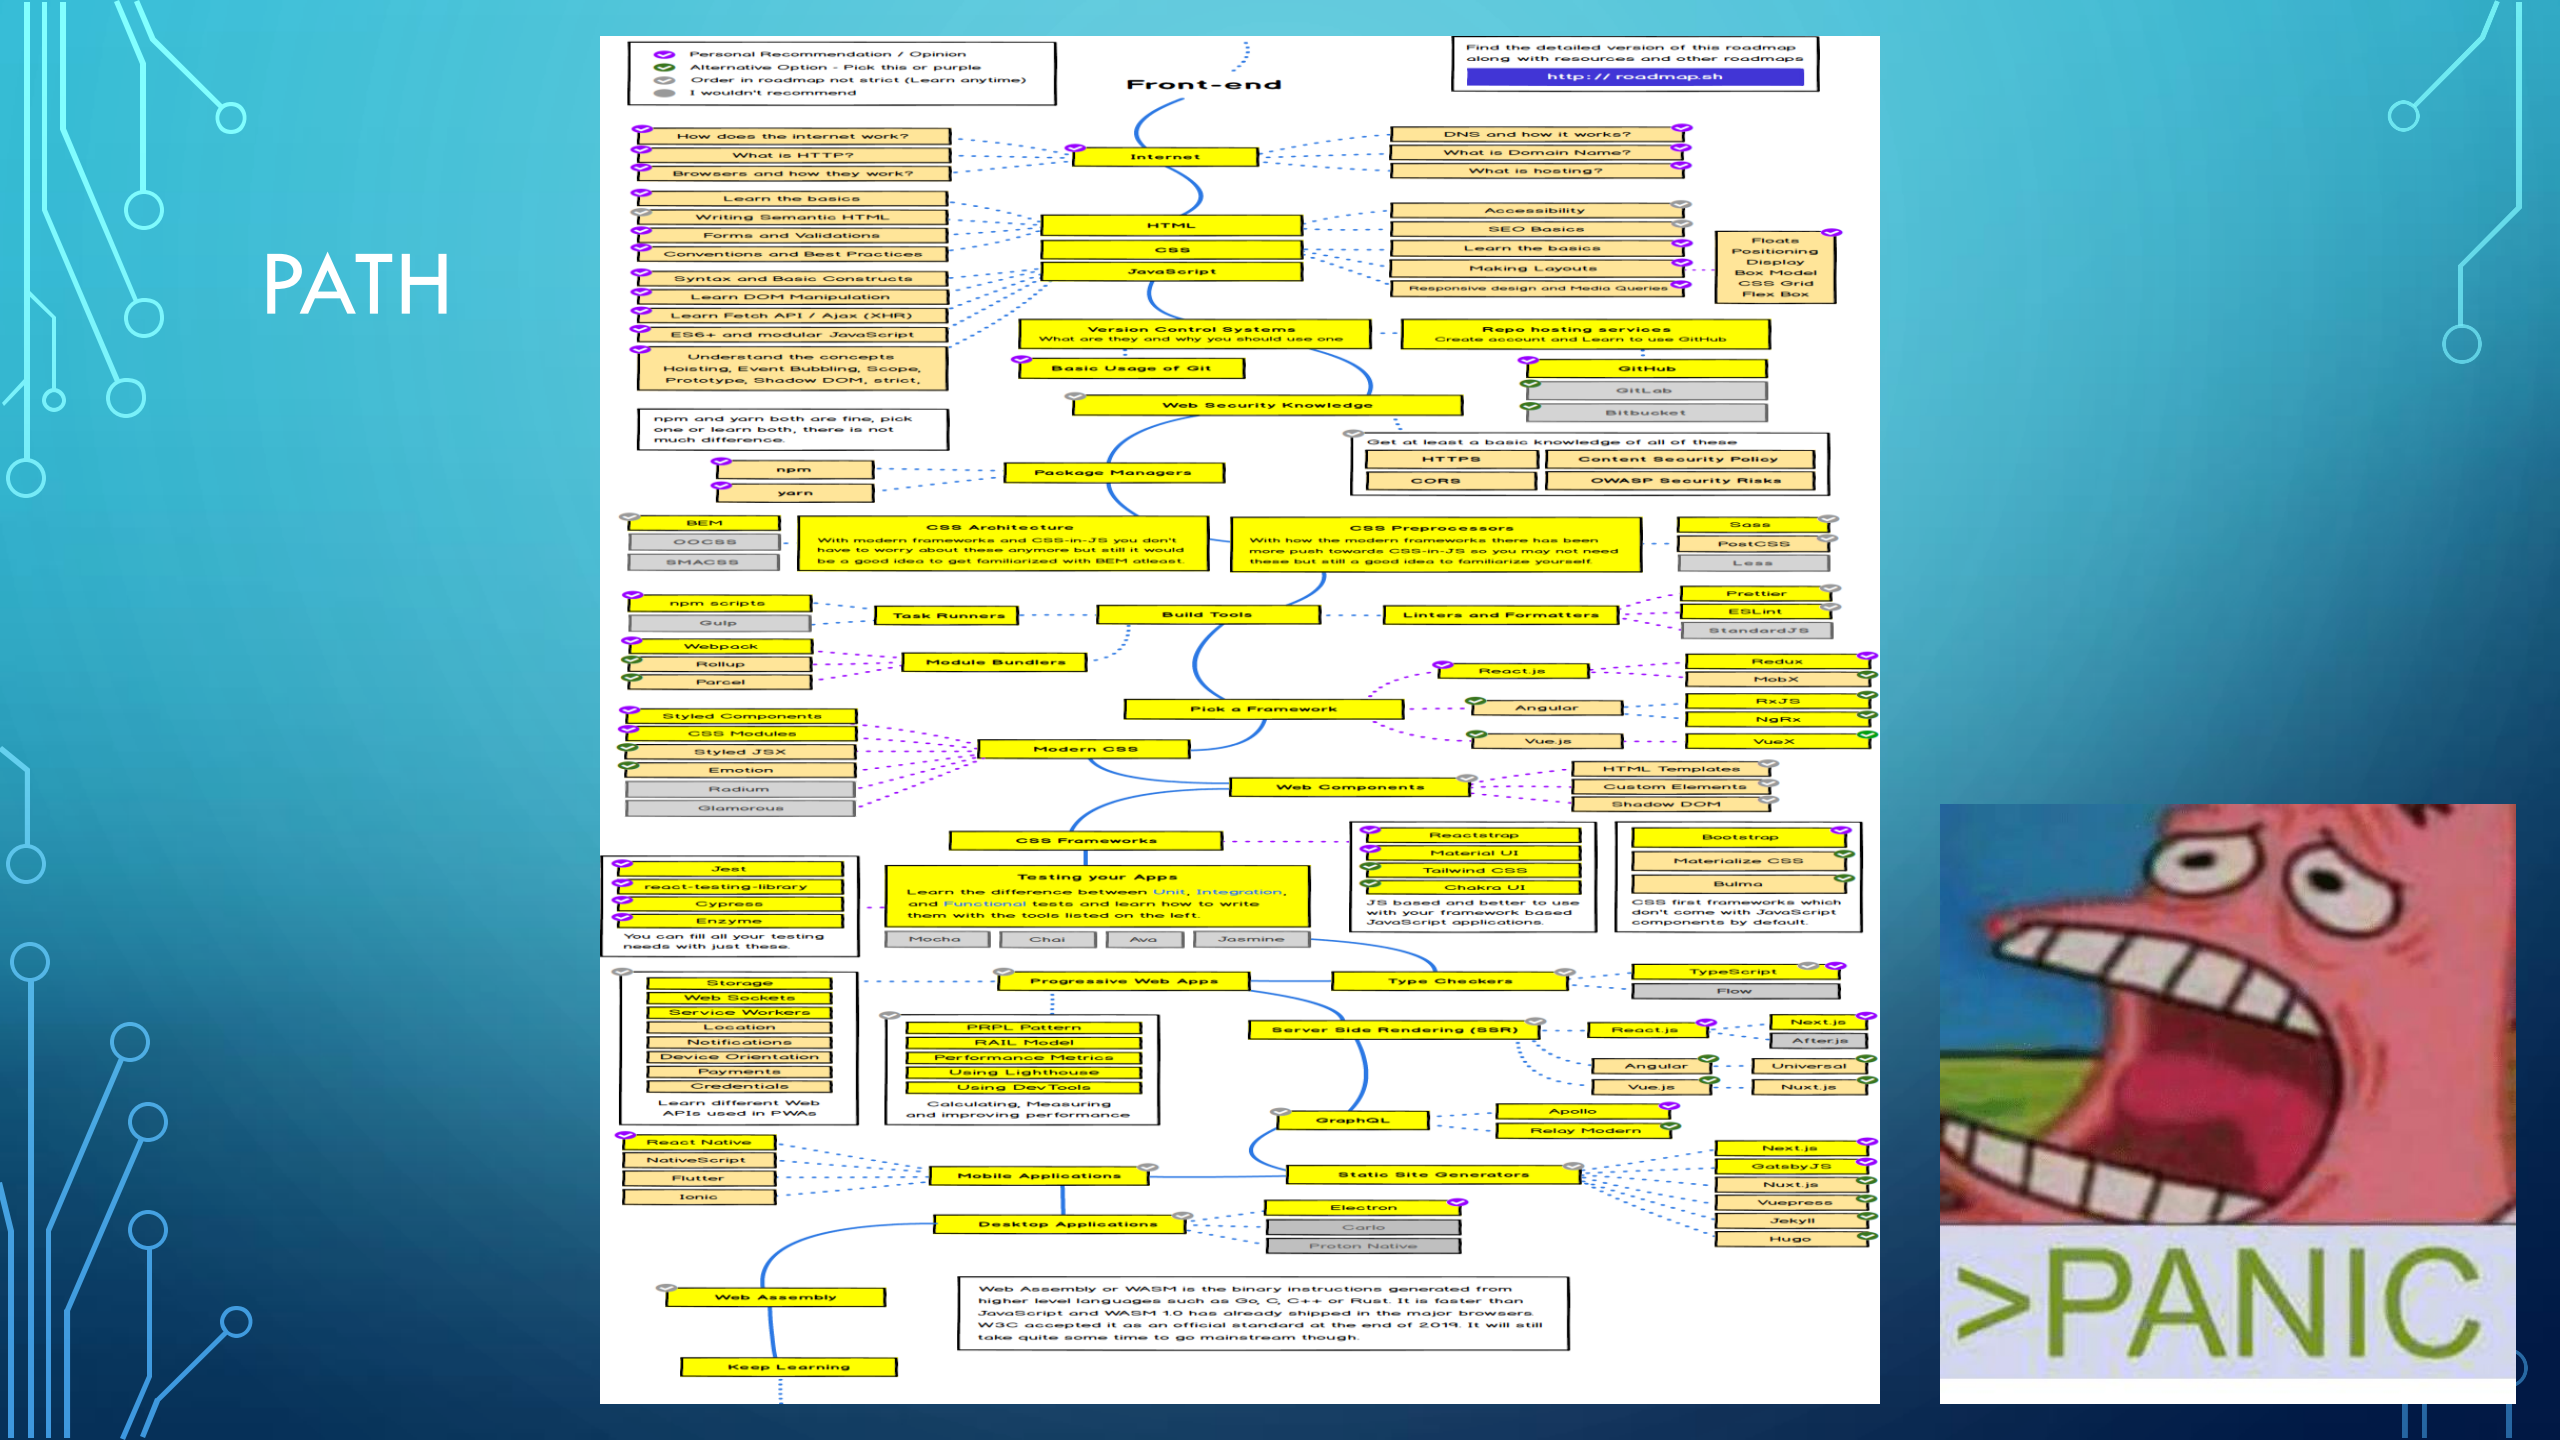 PATH
Personal Recommendation / Opinion
Alternative Option - Pick this or purple
Order in roadmap not strict (Learn anytime)
I wouldn't recommend
Front-end
Find the detailed version of this roadmap
along with resources and other roadmaps
http: // roadmap.sh
How does the internet work?
What is HTTP?
Browsers and how they work?
Internet
DNS and how it works?
What is Domain Name?
What is hosting?
Learn the basics
Writing Semantic HTML
Forms and Validations
Conventions and Best Practices
Syntax and Basic Constructs
Learn DOM Manipulation
Learn Fetch API / Ajax (XHR)
ES6+ and modular JavaScript
Understand the concepts
Hoisting, Event Bubbling, Scope,
Prototype, Shadow DOM, strict,
HTML
CSS
JavaScript
Accessibility
SEO Basics
Learn the basics
Making Layouts
Responsive design and Media Queries
Floats
Positioning
Display
Box Model
CSS Grid
Flex Box
Version Control Systems
What are they and why you should use one
Basic Usage of Git
Repo hosting services
Create account and Learn to use GitHub
GitHub
GitLab
Bitbucket
Web Security Knowledge
Get at least a basic knowledge of all of these
HTTPS
Content Security Policy
CORS
OWASP Security Risks
npm and yarn both are fine, pick
one or learn both, there is not
much difference.
npm
yarn
Package Managers
BEM
OOCSS
SMACSS
CSS Architecture
With modern frameworks and CSS-in-JS you don't
have to worry about these anymore but still it would
be a good idea to get familiarized with BEM atleast.
CSS Preprocessors
With how the modern frameworks there has been
more push towards CSS-in-JS so you may not need
these but still a good idea to familiarize yourself.
Sass
PostCSS
Less
npm scripts
Gulp
Task Runners
Build Tools
Linters and Formatters
Prettier
ESLint
StandardJS
Webpack
Rollup
Parcel
Module Bundlers
Pick a Framework
React.js
Redux
MobX
Angular
RxJS
NgRx
Vue.js
VueX
Styled Components
CSS Modules
Styled JSX
Emotion
Radium
Glamorous
Modern CSS
Web Components
HTML Templates
Custom Elements
Shadow DOM
CSS Frameworks
Reactstrap
Material UI
Tailwind CSS
Chakra UI
JS based and better to use
with your framework based
JavaScript applications.
Bootstrap
Materialize CSS
Bulma
CSS first frameworks which
don't come with JavaScript
components by default.
Jest
react-testing-library
Cypress
Enzyme
You can fill all your testing
needs with just these.
Testing your Apps
Learn the difference between Unit, Integration,
and Functional tests and learn how to write
them with the tools listed on the left.
Mocha
Chai
Ava
Jasmine
Storage
Web Sockets
Service Workers
Location
Notifications
Device Orientation
Payments
Credentials
Learn different Web
APIs used in PWAs
Progressive Web Apps
PRPL Pattern
RAIL Model
Performance Metrics
Using Lighthouse
Using DevTools
Calculating, Measuring
and improving performance
Type Checkers
TypeScript
Flow
Server Side Rendering (SSR)
React.js
Next.js
After.js
Angular
Universal
Vue.js
Nuxt.js
GraphQL
Apollo
Relay Modern
React Native
NativeScript
Flutter
Ionic
Mobile Applications
Static Site Generators
Next.js
GatsbyJS
Nuxt.js
Vuepress
Jekyll
Hugo
Desktop Applications
Electron
Carlo
Proton Native
Web Assembly
Web Assembly or WASM is the binary instructions generated from
higher level languages such as Go, C, C++ or Rust. It is faster than
JavaScript and WASM 1.0 has already shipped in the major browsers.
W3C accepted it as an official standard at the end of 2019. It will still
take quite some time to go mainstream though.
Keep Learning
>PANIC